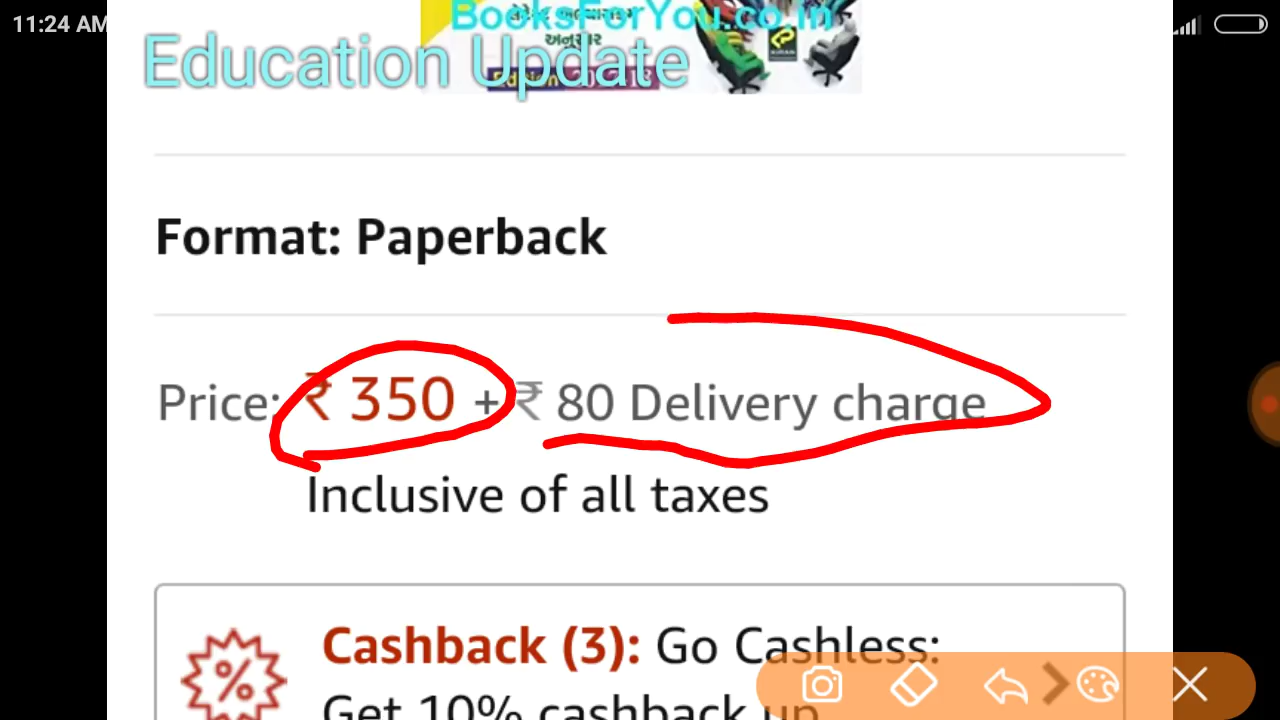 11:24 AM
BooksForYou.co.in
અનુસાર
Education Update
Format: Paperback
Price: ₹ 350 + ₹ 80 Delivery charge
Inclusive of all taxes
Cashback (3): Go Cashless:
Get 10% cashback up